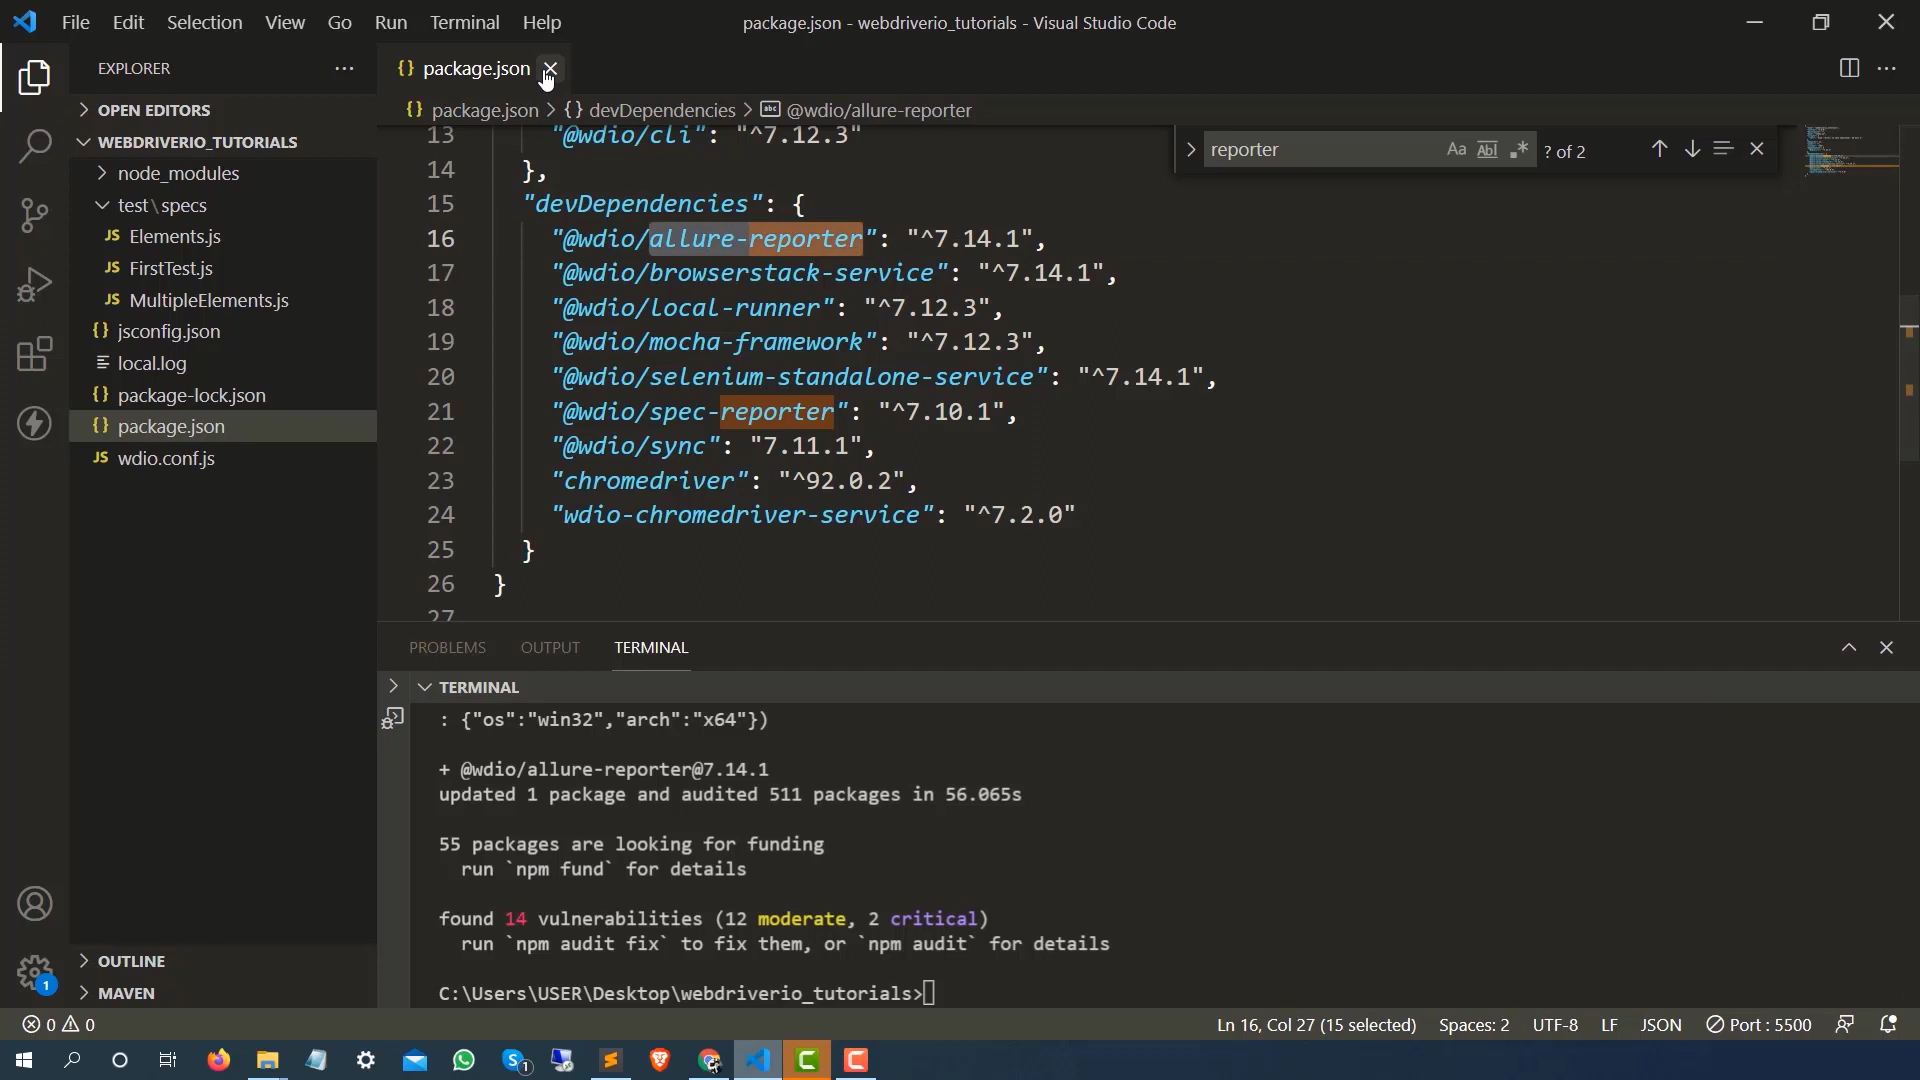 File Edit Selection View Go Run Terminal Help
package.json - webdriverio_tutorials - Visual Studio Code
EXPLORER
OPEN EDITORS
WEBDRIVERIO_TUTORIALS
node_modules
test\specs
JS Elements.js
JS FirstTest.js
JS MultipleElements.js
{} jsconfig.json
local.log
{} package-lock.json
{} package.json
JS wdio.conf.js
OUTLINE
MAVEN
1
{} package.json
{} package.json > {} devDependencies > abc @wdio/allure-reporter
reporter Aa Abl .* ? of 2
13 "@wdio/cli": "^7.12.3"
14 },
15 "devDependencies": {
16 "@wdio/allure-reporter": "^7.14.1",
17 "@wdio/browserstack-service": "^7.14.1",
18 "@wdio/local-runner": "^7.12.3",
19 "@wdio/mocha-framework": "^7.12.3",
20 "@wdio/selenium-standalone-service": "^7.14.1",
21 "@wdio/spec-reporter": "^7.10.1",
22 "@wdio/sync": "7.11.1",
23 "chromedriver": "^92.0.2",
24 "wdio-chromedriver-service": "^7.2.0"
25 }
26 }
27
PROBLEMS OUTPUT TERMINAL
TERMINAL
: {"os":"win32","arch":"x64"})
+ @wdio/allure-reporter@7.14.1
updated 1 package and audited 511 packages in 56.065s
55 packages are looking for funding
run `npm fund` for details
found 14 vulnerabilities (12 moderate, 2 critical)
run `npm audit fix` to fix them, or `npm audit` for details
C:\Users\USER\Desktop\webdriverio_tutorials>
0 0
Ln 16, Col 27 (15 selected) Spaces: 2 UTF-8 LF JSON Port : 5500